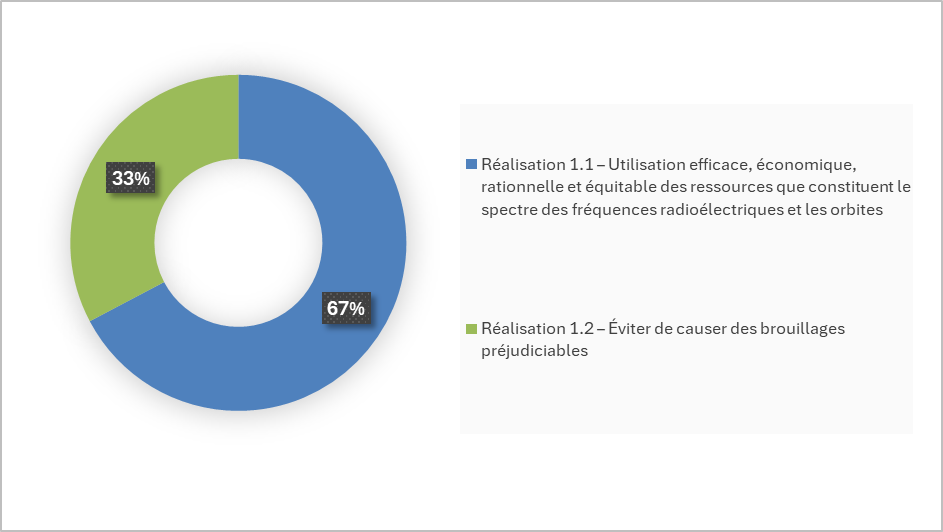 33%
67%
Réalisation 1.1 – Utilisation efficace, économique,
rationnelle et équitable des ressources que constituent le
spectre des fréquences radioélectriques et les orbites
Réalisation 1.2 – Éviter de causer des brouillages
préjudiciables